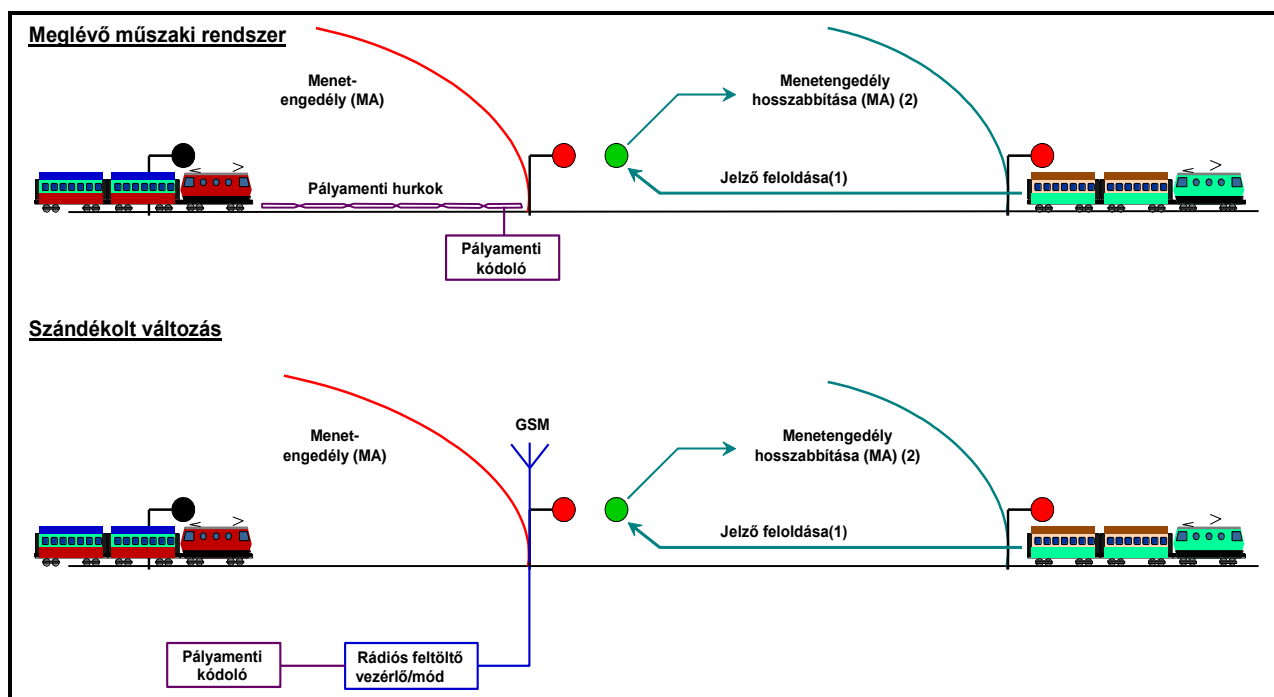 Meglévő műszaki rendszer
Menet-
engedély (MA)
Menetengedély
hosszabbítása (MA) (2)
Pályamenti hurkok
Jelző feloldása(1)
Pályamenti
kódoló
Szándékolt változás
Menet-
engedély (MA)
GSM
Menetengedély
hosszabbítása (MA) (2)
Jelző feloldása(1)
Pályamenti
kódoló
Rádiós feltöltő
vezérlő/mód